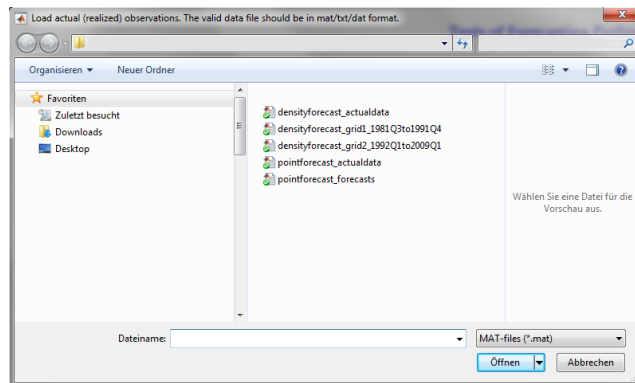 Load actual (realized) observations. The valid data file should be in mat/txt/dat format.
Organisieren
Neuer Ordner
Favoriten
Zuletzt besucht
Downloads
Desktop
densityforecast_actualdata
densityforecast_grid1_1981Q3to1991Q4
densityforecast_grid2_1992Q1to2009Q1
pointforecast_actualdata
pointforecast_forecasts
Wählen Sie eine Datei für die
Vorschau aus.
Dateiname:
MAT-files (*.mat)
Öffnen
Abbrechen